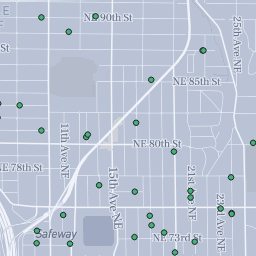 NE 90th St
St
25th Ave NE
NE 85th St
11th Ave NE
NE 80th St
NE 78th St
15th Ave NE
21st Ave NE
23rd Ave NE
Safeway
NE 73rd St